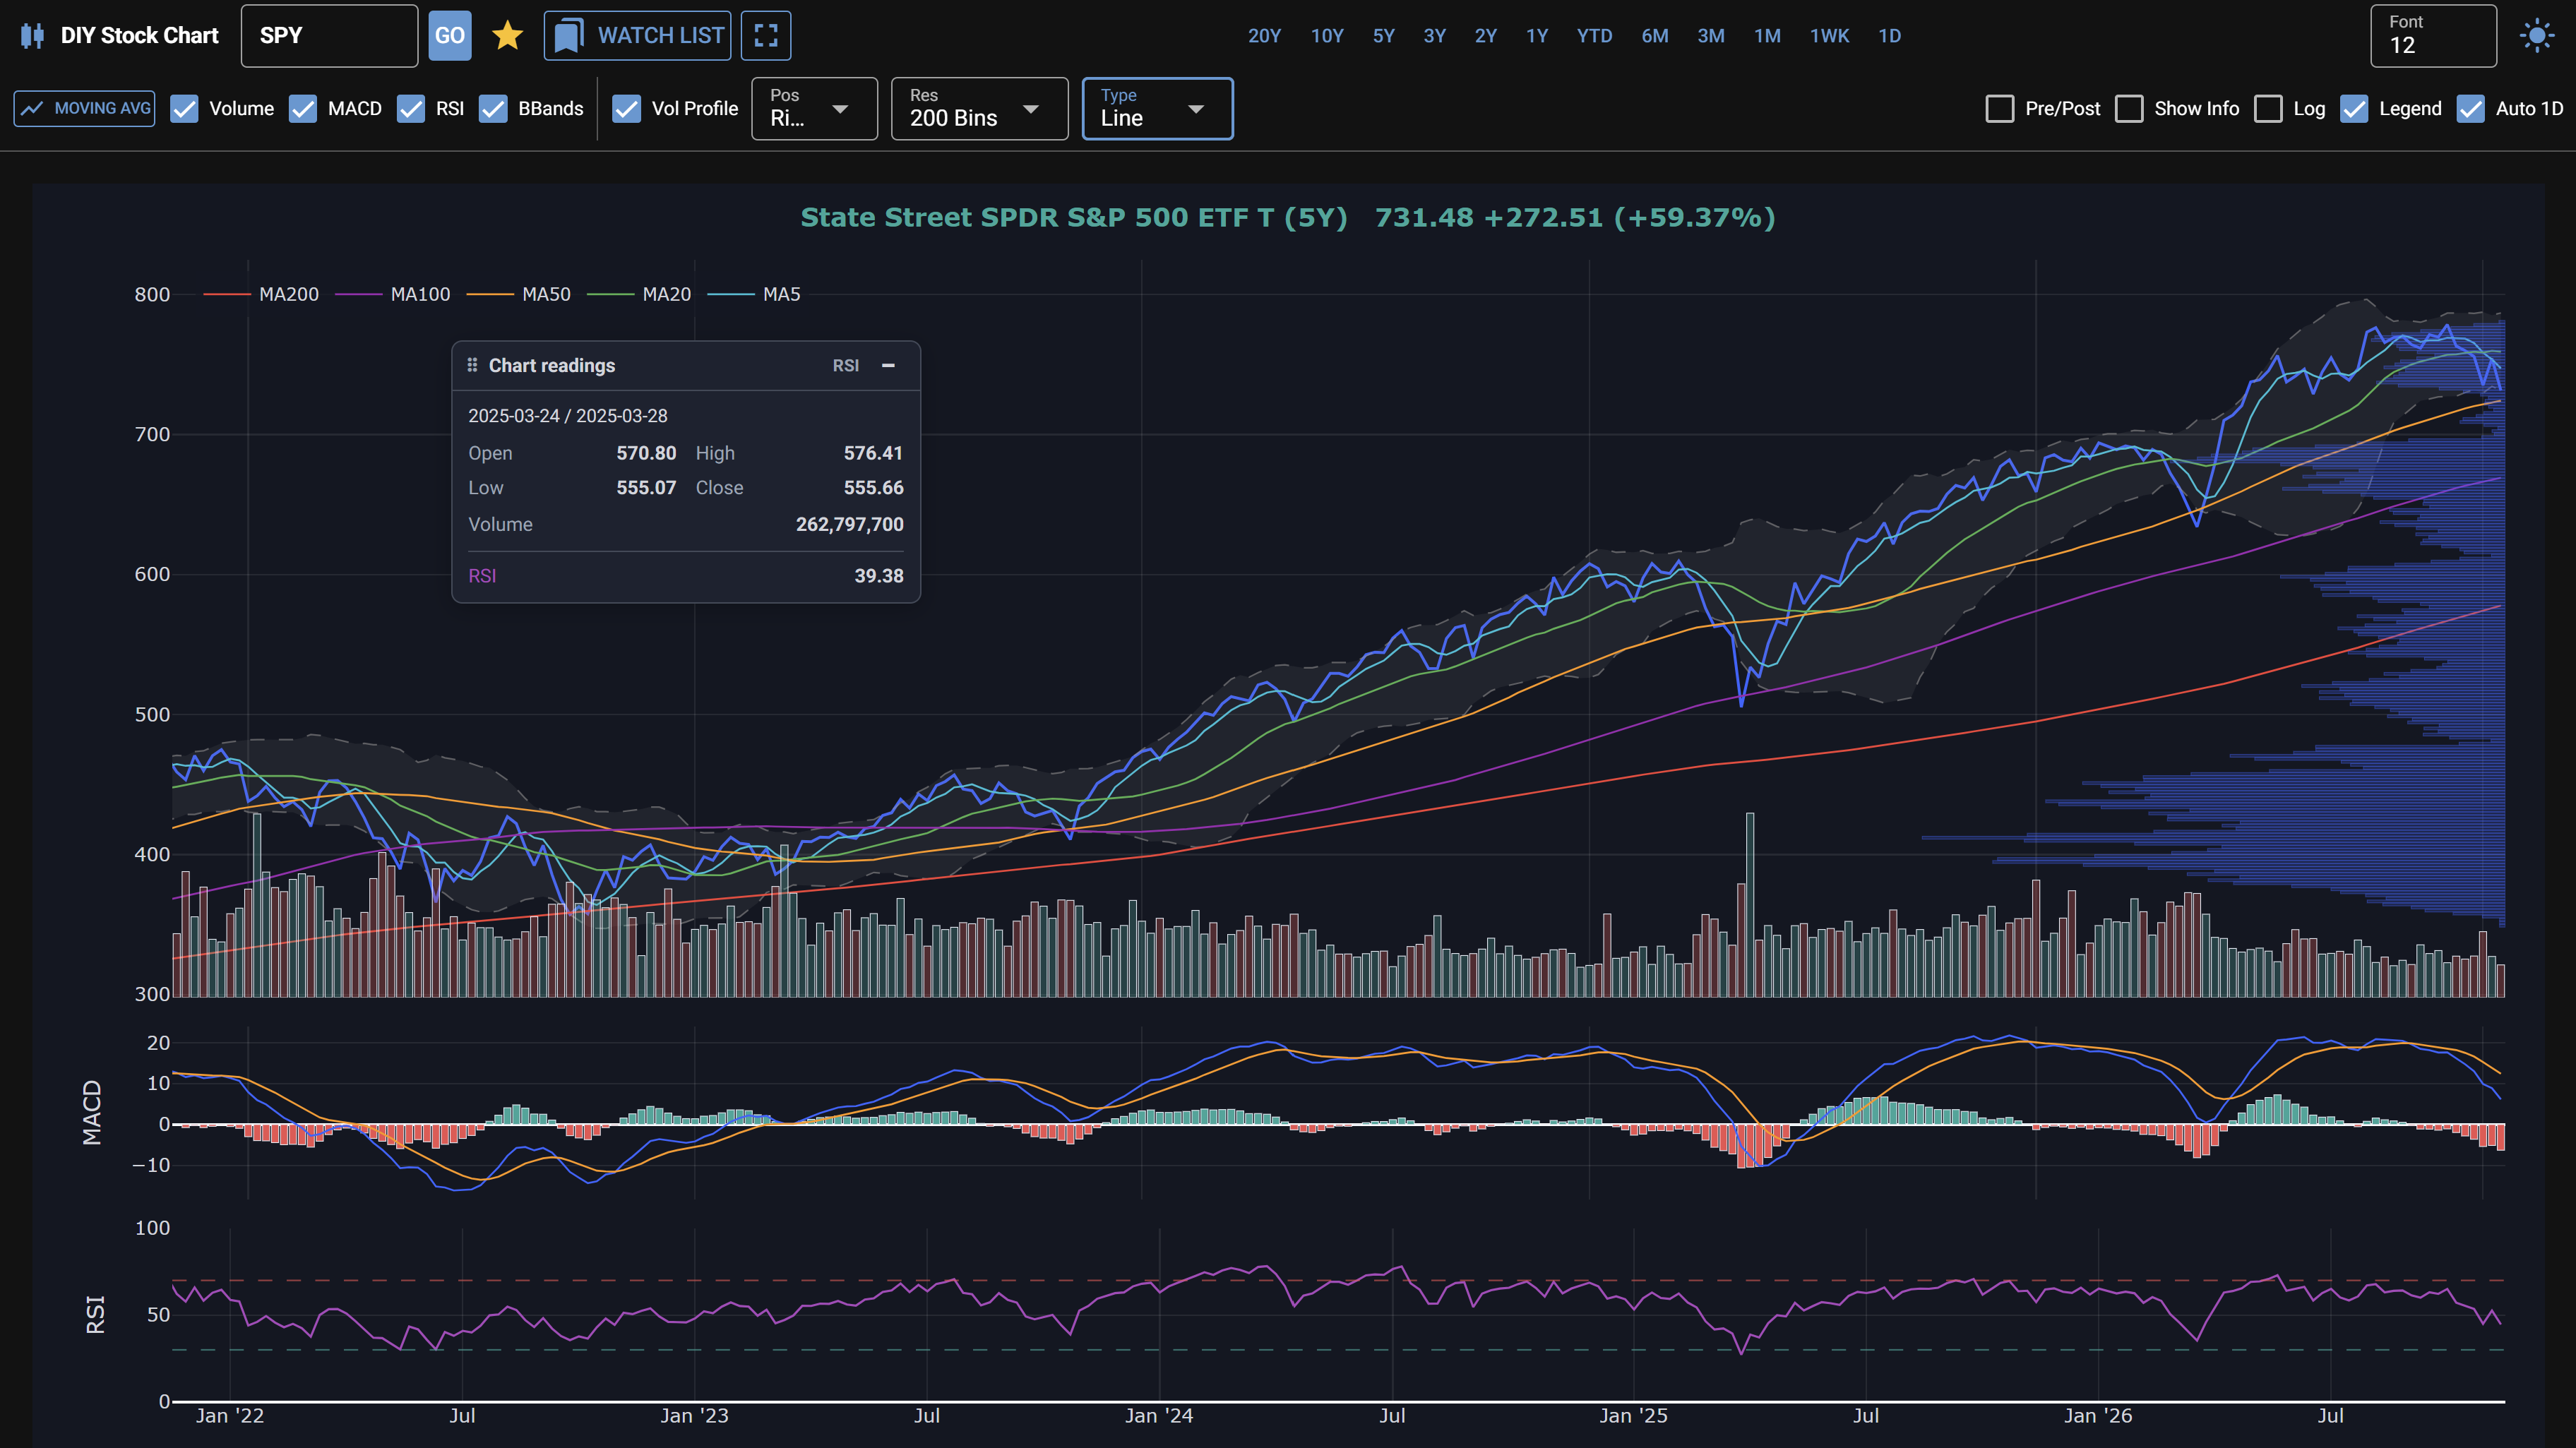 DIY Stock Chart SPY GO WATCH LIST 20Y 10Y 5Y 3Y 2Y 1Y YTD 6M 3M 1M 1WK 1D Font 12
MOVING AVG Volume MACD RSI BBands Vol Profile Pos Ri... Res 200 Bins Type Line Pre/Post Show Info Log Legend Auto 1D
State Street SPDR S&P 500 ETF T (5Y) 731.48 +272.51 (+59.37%)
800 MA200 MA100 MA50 MA20 MA5
Chart readings RSI
2025-03-24 / 2025-03-28
700
Open 570.80 High 576.41
Low 555.07 Close 555.66
Volume 262,797,700
600
RSI 39.38
500
400
300
MACD
20
10
0
−10
RSI
100
50
0
Jan '22 Jul Jan '23 Jul Jan '24 Jul Jan '25 Jul Jan '26 Jul